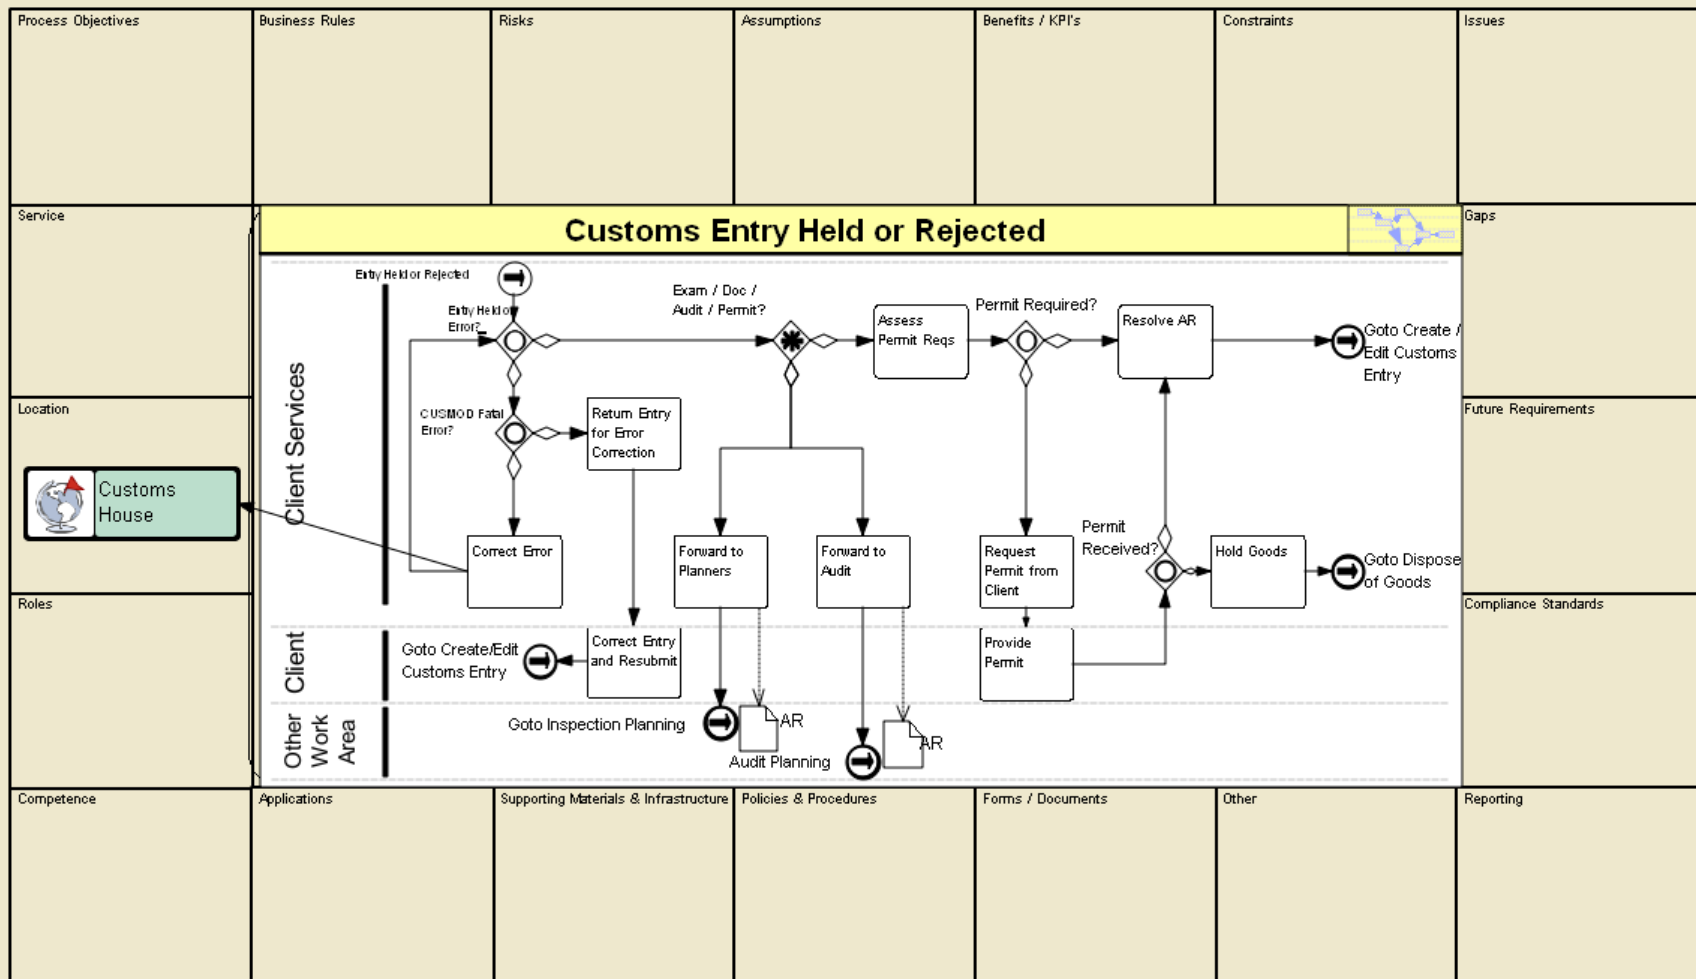 Process Objectives
Business Rules
Risks
Assumptions
Benefits / KPI's
Constraints
Issues
Service
Customs Entry Held or Rejected
Gaps
Entry Held or Rejected
Exam / Doc /
Audit / Permit?
Entry Held or
Error?
Assess
Permit Reqs
Permit Required?
Resolve AR
Goto Create /
Edit Customs
Entry
Location
Future Requirements
Client Services
CUSMOD Fatal
Error?
Return Entry
for Error
Correction
Customs
House
Correct Error
Forward to
Planners
Forward to
Audit
Request
Permit from
Client
Permit
Received?
Hold Goods
Goto Dispose
of Goods
Roles
Compliance Standards
Client
Goto Create/Edit
Customs Entry
Correct Entry
and Resubmit
Provide
Permit
Other
Work
Area
Goto Inspection Planning
AR
Audit Planning
AR
Competence
Applications
Supporting Materials & Infrastructure
Policies & Procedures
Forms / Documents
Other
Reporting